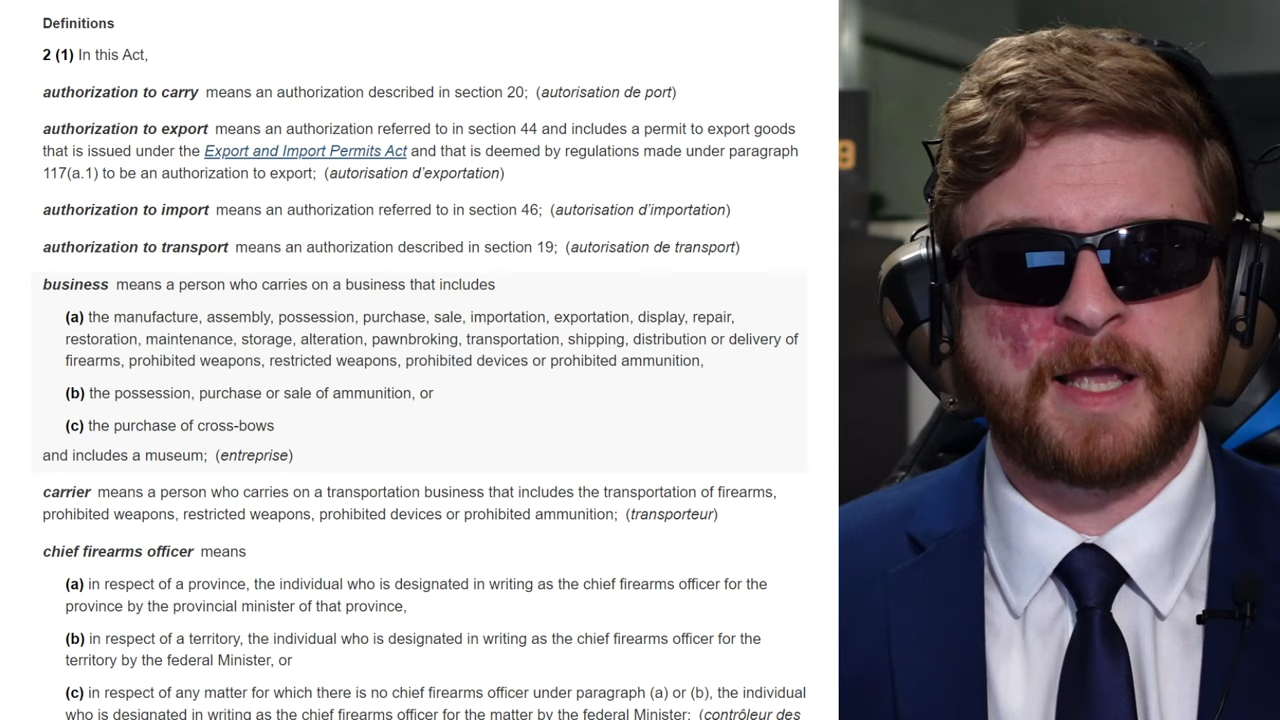 Definitions
2 (1) In this Act,
authorization to carry means an authorization described in section 20; (autorisation de port)
authorization to export means an authorization referred to in section 44 and includes a permit to export goods
that is issued under the Export and Import Permits Act and that is deemed by regulations made under paragraph
117(a.1) to be an authorization to export; (autorisation d’exportation)
authorization to import means an authorization referred to in section 46; (autorisation d’importation)
authorization to transport means an authorization described in section 19; (autorisation de transport)
business means a person who carries on a business that includes
(a) the manufacture, assembly, possession, purchase, sale, importation, exportation, display, repair,
restoration, maintenance, storage, alteration, pawnbroking, transportation, shipping, distribution or delivery of
firearms, prohibited weapons, restricted weapons, prohibited devices or prohibited ammunition,
(b) the possession, purchase or sale of ammunition, or
(c) the purchase of cross-bows
and includes a museum; (entreprise)
carrier means a person who carries on a transportation business that includes the transportation of firearms,
prohibited weapons, restricted weapons, prohibited devices or prohibited ammunition; (transporteur)
chief firearms officer means
(a) in respect of a province, the individual who is designated in writing as the chief firearms officer for the
province by the provincial minister of that province,
(b) in respect of a territory, the individual who is designated in writing as the chief firearms officer for the
territory by the federal Minister, or
(c) in respect of any matter for which there is no chief firearms officer under paragraph (a) or (b), the individual
who is designated in writing as the chief firearms officer for the matter by the federal Minister; (contrôleur des
9